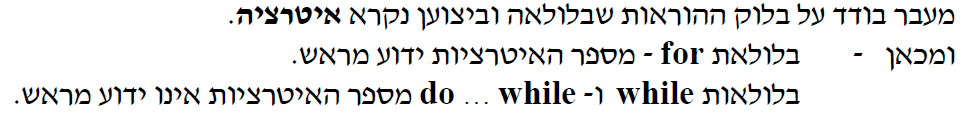 מעבר בודד על בלוק ההוראות שבלולאה וביצוען נקרא איטרציה.
ומכאן - בלולאת for - מספר האיטרציות ידוע מראש.
בלולאות while ו- do … while מספר האיטרציות אינו ידוע מראש.